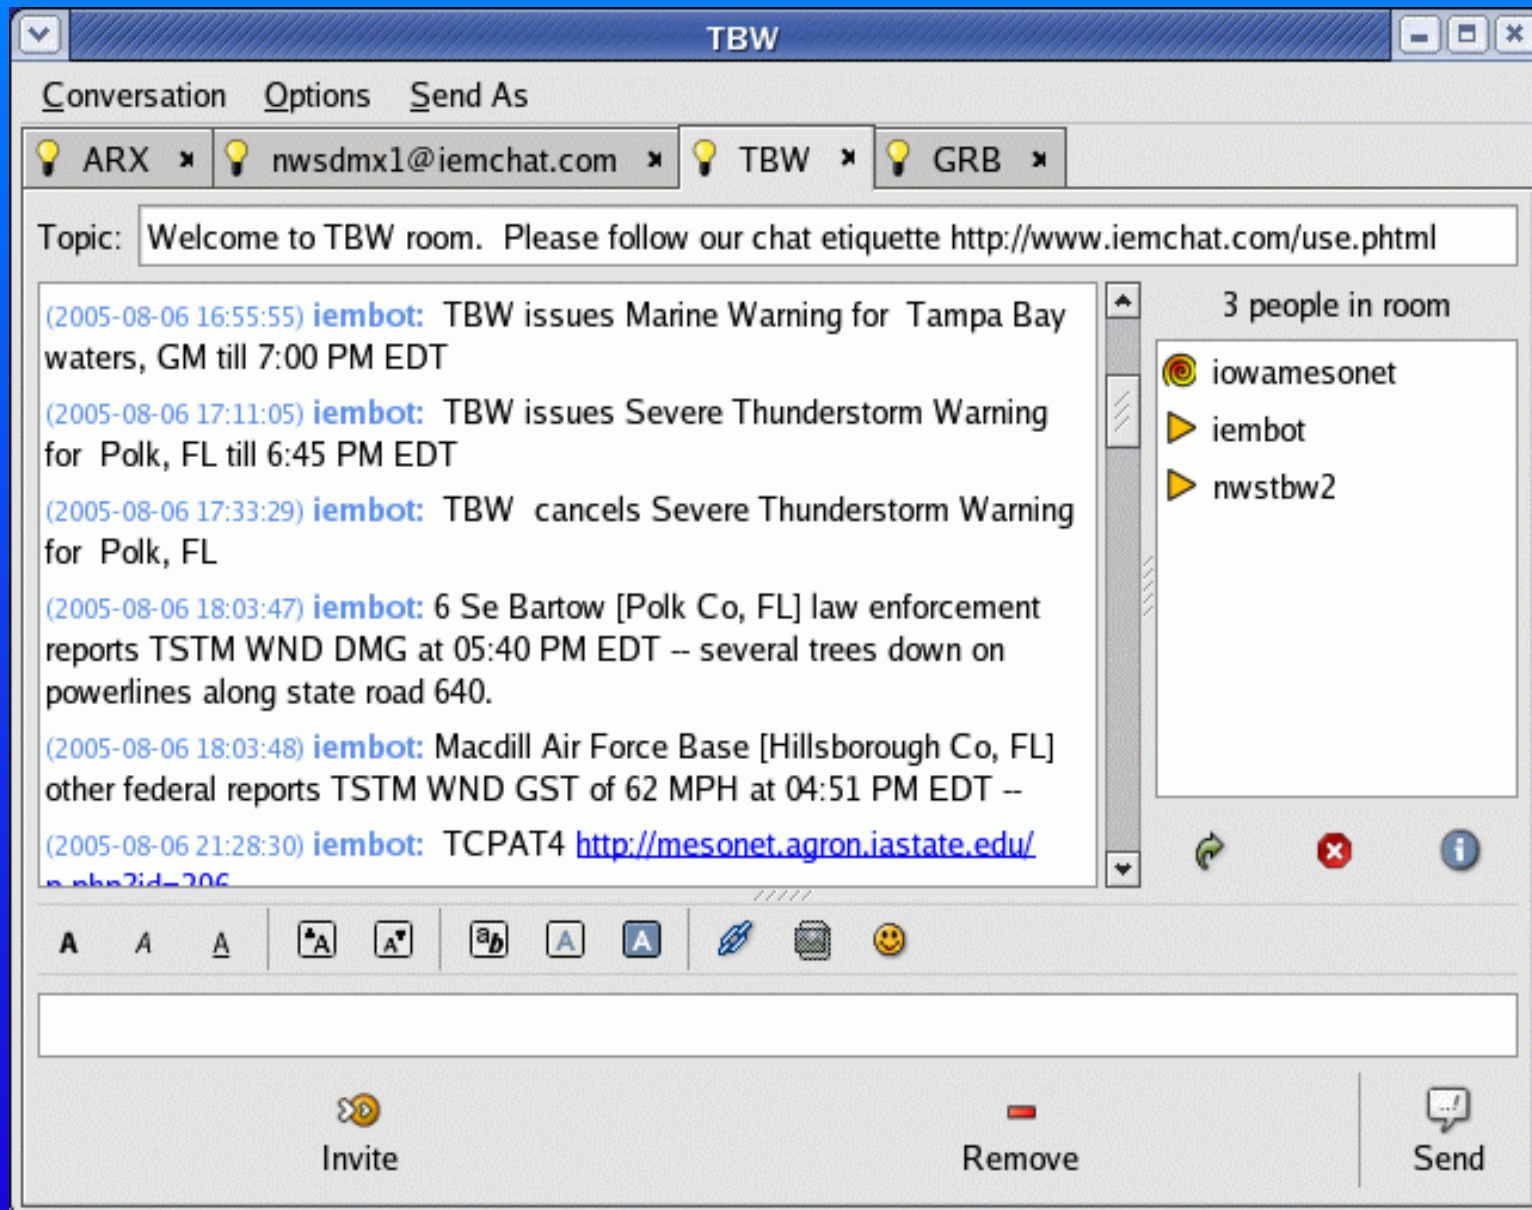 TBW
Conversation Options Send As
ARX nwsdmx1@iemchat.com TBW GRB
Topic: Welcome to TBW room.  Please follow our chat etiquette http://www.iemchat.com/use.phtml
(2005-08-06 16:55:55) iembot:  TBW issues Marine Warning for  Tampa Bay
waters, GM till 7:00 PM EDT
(2005-08-06 17:11:05) iembot:  TBW issues Severe Thunderstorm Warning
for  Polk, FL till 6:45 PM EDT
(2005-08-06 17:33:29) iembot:  TBW  cancels Severe Thunderstorm Warning
for  Polk, FL
(2005-08-06 18:03:47) iembot: 6 Se Bartow [Polk Co, FL] law enforcement
reports TSTM WND DMG at 05:40 PM EDT -- several trees down on
powerlines along state road 640.
(2005-08-06 18:03:48) iembot: Macdill Air Force Base [Hillsborough Co, FL]
other federal reports TSTM WND GST of 62 MPH at 04:51 PM EDT --
(2005-08-06 21:28:30) iembot:  TCPAT4 http://mesonet.agron.iastate.edu/
p.php?id=206
3 people in room
iowamesonet
iembot
nwstbw2
Invite
Remove
Send